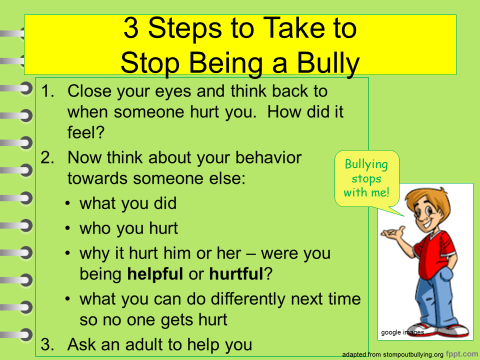 3 Steps to Take to
Stop Being a Bully
1. Close your eyes and think back to
when someone hurt you. How did it
feel?
2. Now think about your behavior
towards someone else:
• what you did
• who you hurt
• why it hurt him or her – were you
being helpful or hurtful?
• what you can do differently next time
so no one gets hurt
3. Ask an adult to help you
Bullying
stops
with me!
google images
adapted from stompoutbullying.org
fppt.com